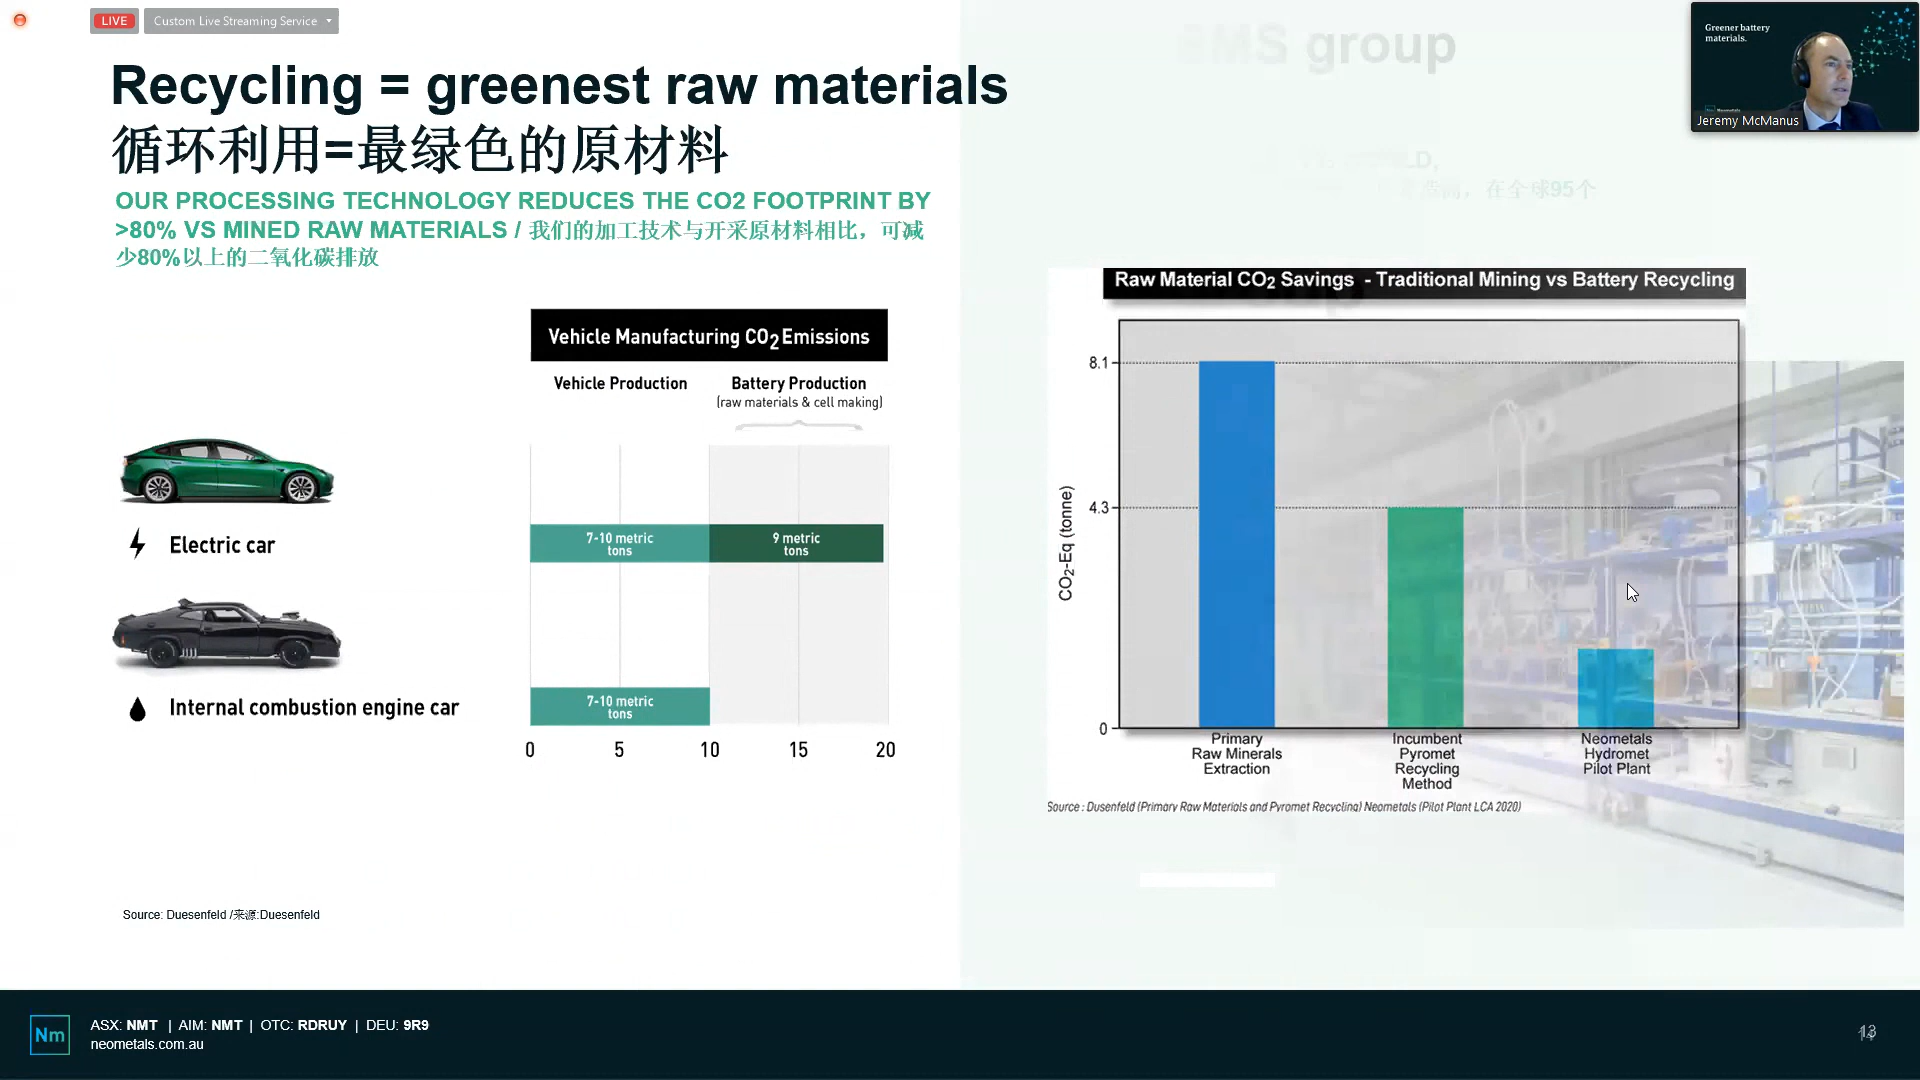 LIVE
Custom Live Streaming Service
Greener battery
materials.
Jeremy McManus
Recycling = greenest raw materials
循环利用=最绿色的原材料
OUR PROCESSING TECHNOLOGY REDUCES THE CO2 FOOTPRINT BY
>80% VS MINED RAW MATERIALS / 我们的加工技术与开采原材料相比，可减
少80%以上的二氧化碳排放
SMS group
在全球95个
Vehicle Manufacturing CO2 Emissions
Vehicle Production
Battery Production
(raw materials & cell making)
7-10 metric
tons
9 metric
tons
Electric car
7-10 metric
tons
Internal combustion engine car
0 5 10 15 20
Raw Material CO2 Savings - Traditional Mining vs Battery Recycling
CO2-Eq (tonne)
8.1
4.3
0
Primary
Raw Minerals
Extraction
Incumbent
Pyromet
Recycling
Method
Neometals
Hydromet
Pilot Plant
Source : Dusenfeld (Primary Raw Materials and Pyromet Recycling) Neometals (Pilot Plant LCA 2020)
Source: Duesenfeld /来源:Duesenfeld
Nm
ASX: NMT | AIM: NMT | OTC: RDRUY | DEU: 9R9
neometals.com.au